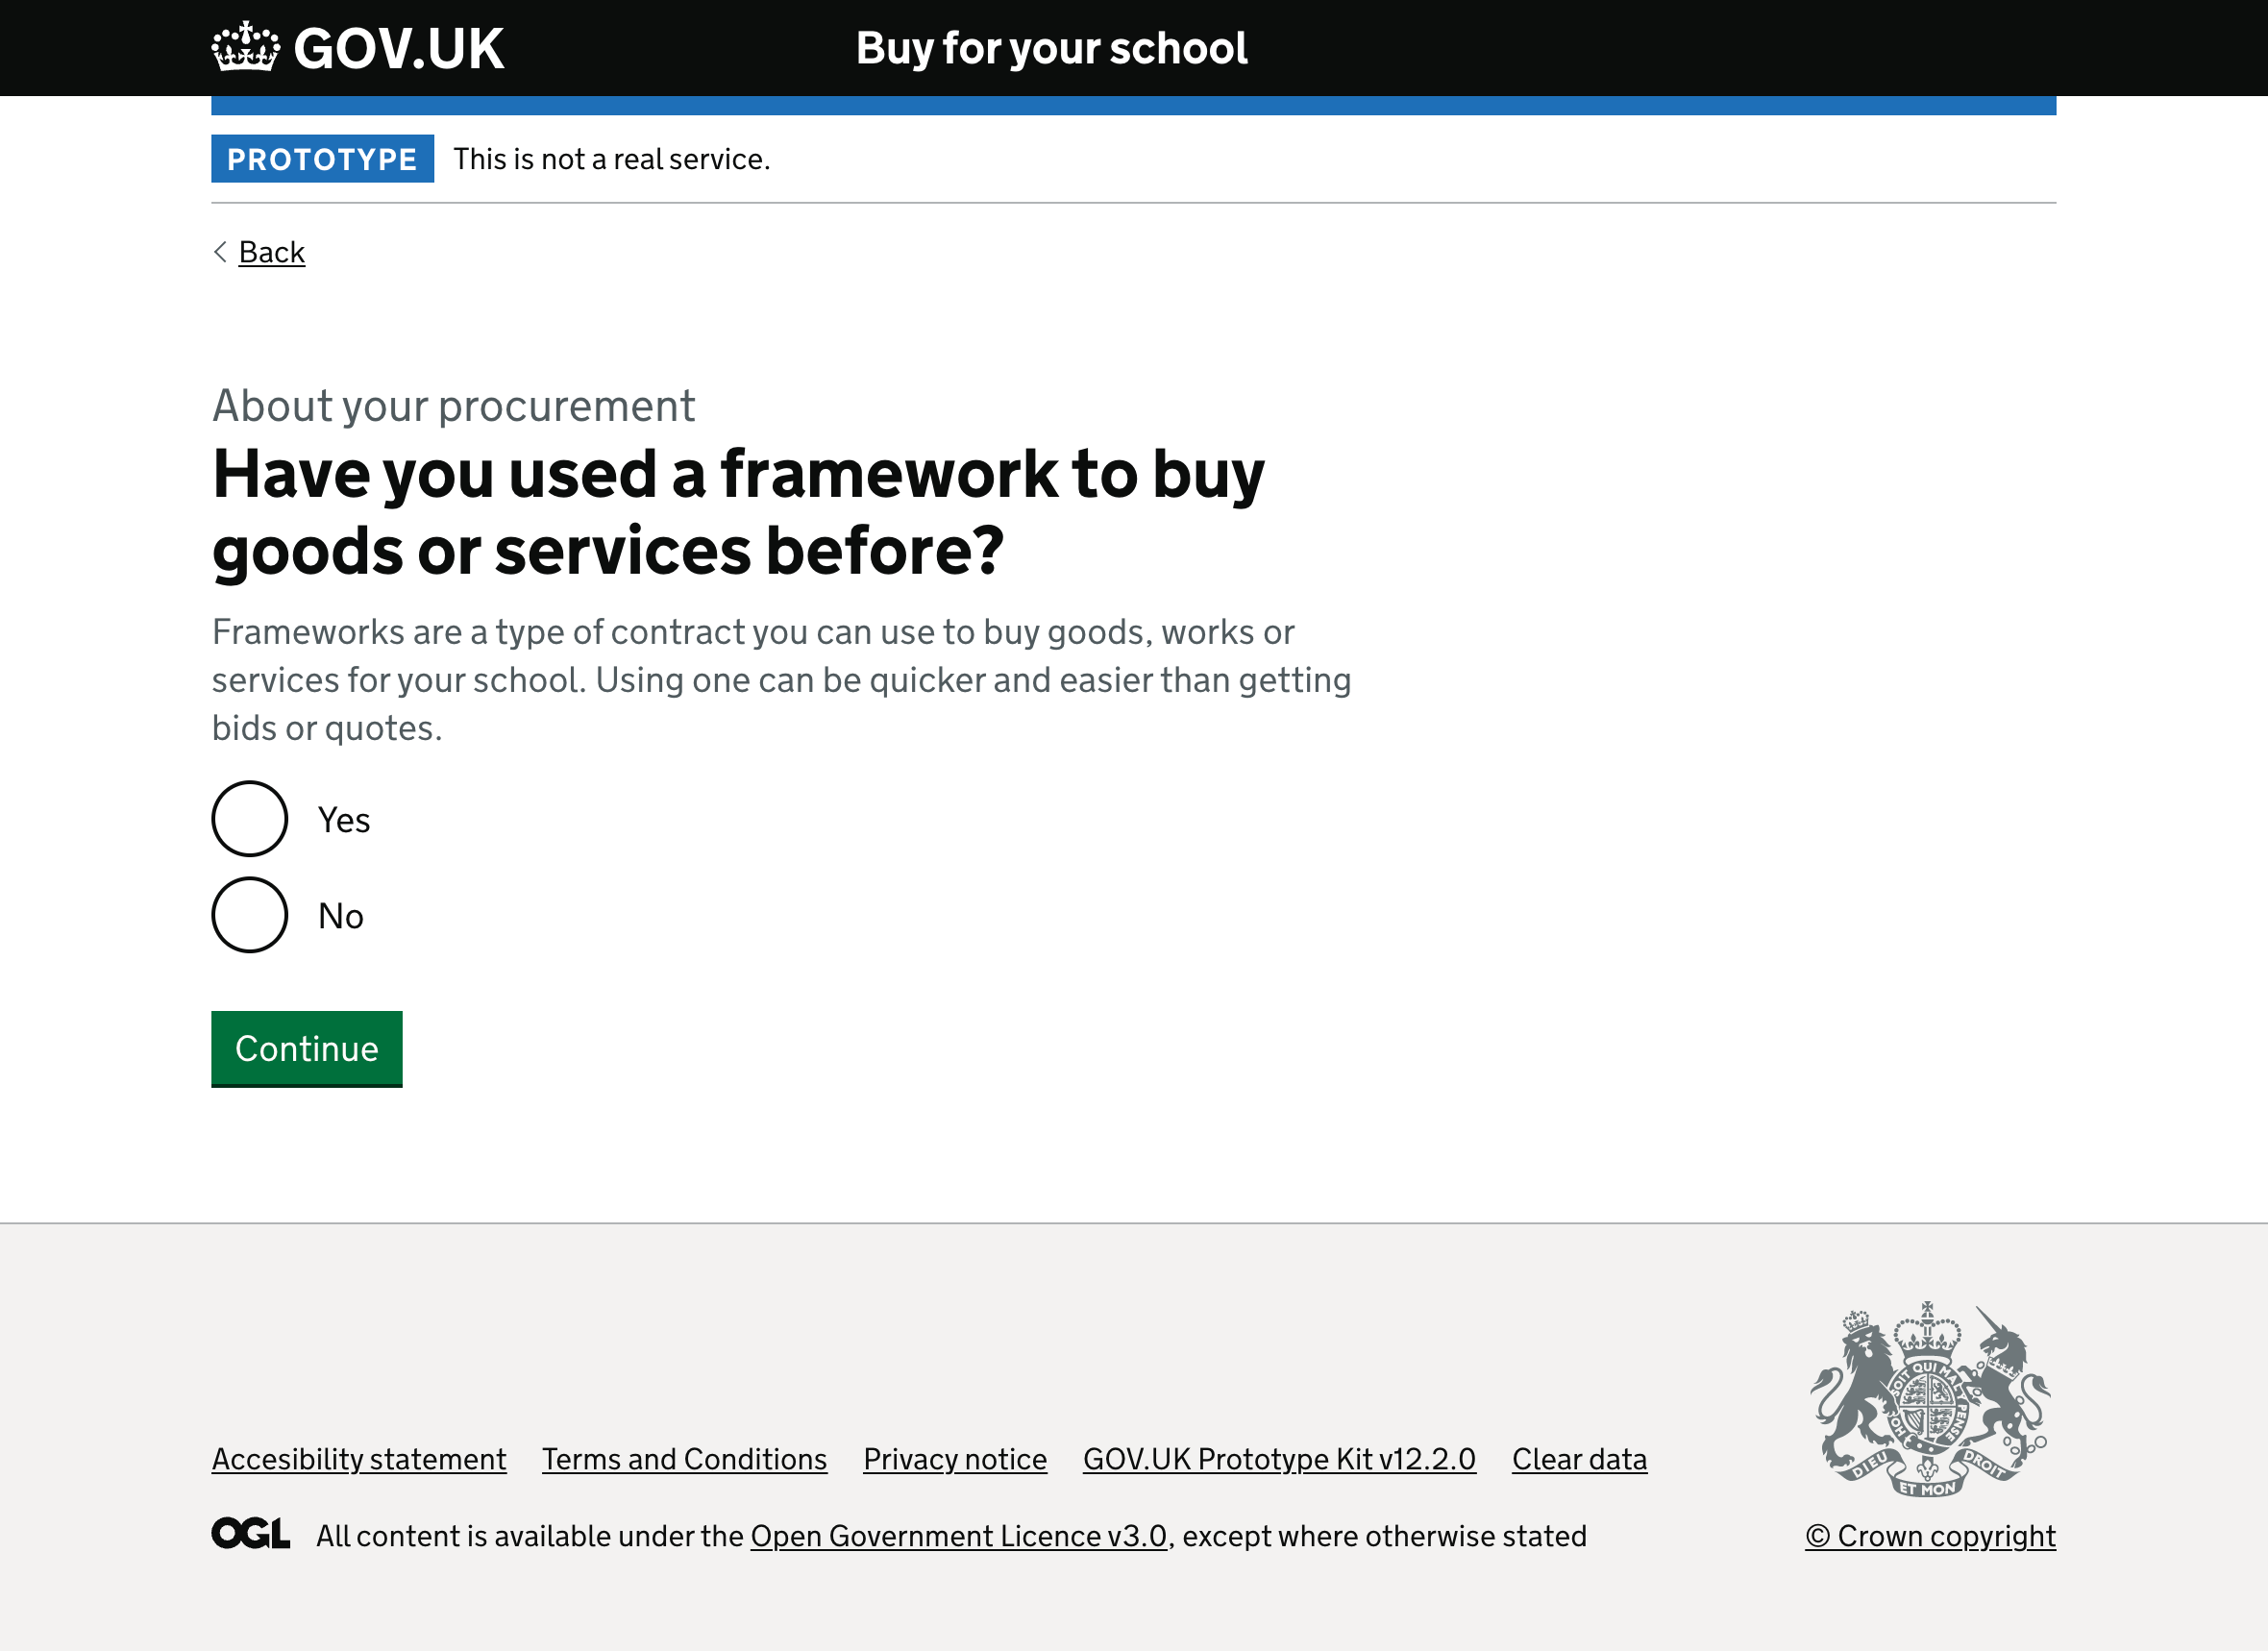 GOV.UK
Buy for your school
PROTOTYPE This is not a real service.
Back
About your procurement
Have you used a framework to buy
goods or services before?
Frameworks are a type of contract you can use to buy goods, works or
services for your school. Using one can be quicker and easier than getting
bids or quotes.
Yes
No
Continue
Accesibility statement Terms and Conditions Privacy notice GOV.UK Prototype Kit v12.2.0 Clear data
OGL All content is available under the Open Government Licence v3.0, except where otherwise stated
SOIT QUI MAL Y PENSE
DIEU ET MON DROIT
© Crown copyright